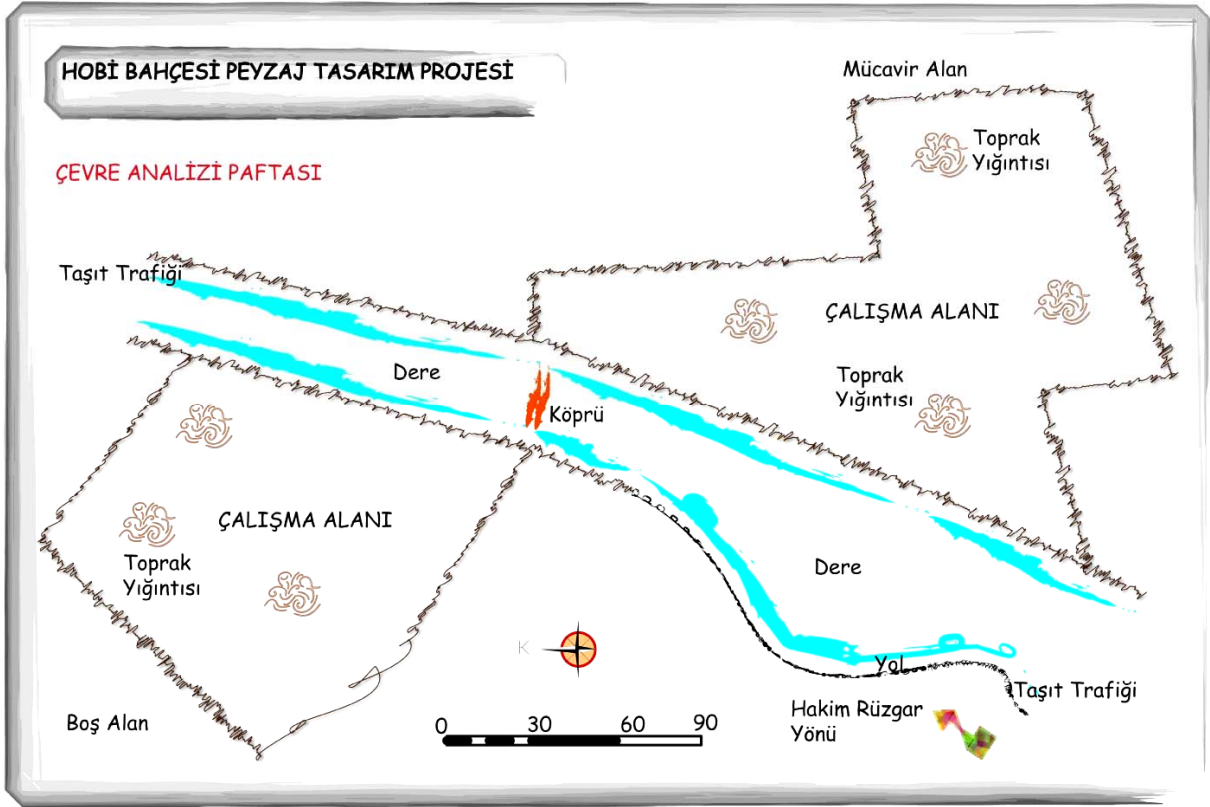 HOBİ BAHÇESİ PEYZAJ TASARIM PROJESİ
Mücavir Alan
Toprak
Yığıntısı
ÇEVRE ANALİZİ PAFTASI
Taşıt Trafiği
ÇALIŞMA ALANI
Dere
Toprak
Yığıntısı
Köprü
ÇALIŞMA ALANI
Toprak
Yığıntısı
Dere
K
Yol
Taşıt Trafiği
Boş Alan
0 30 60 90
Hakim Rüzgar
Yönü